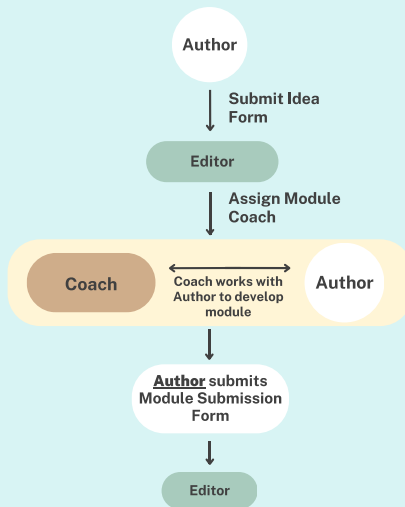 Author
Submit Idea
Form
Editor
Assign Module
Coach
Coach
Coach works with
Author to develop
module
Author
Author submits
Module Submission
Form
Editor